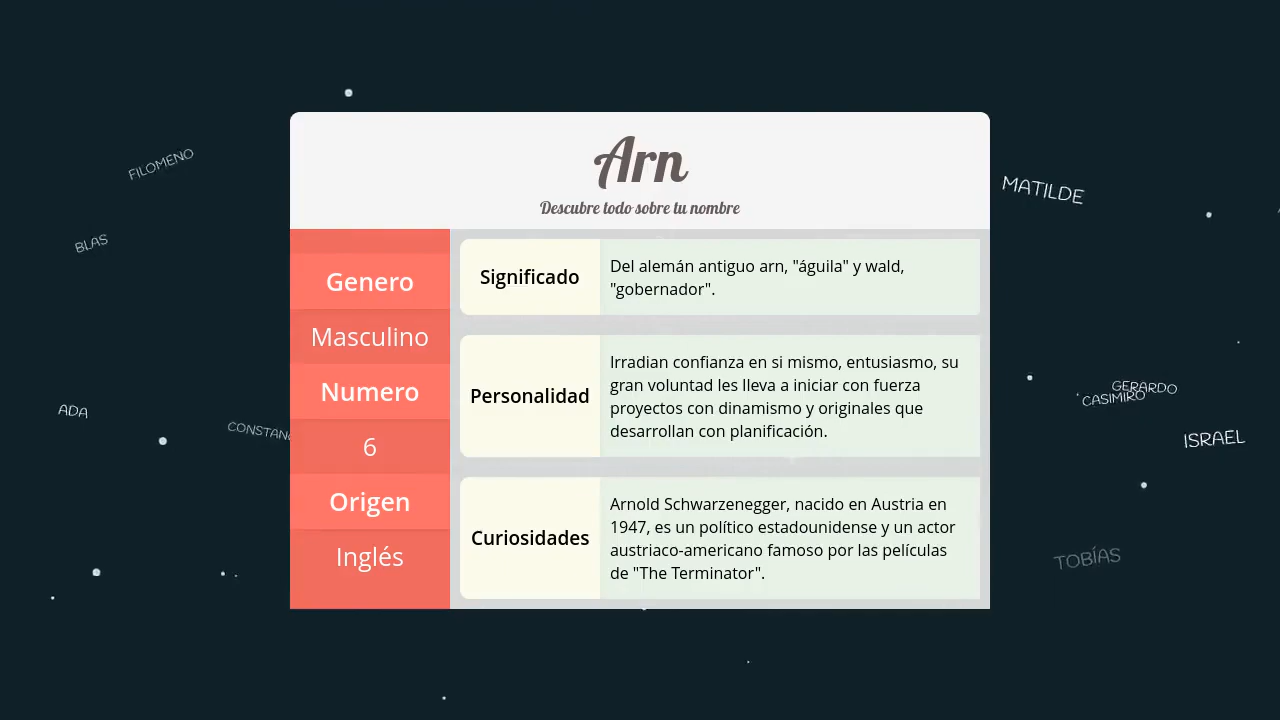 Arn
Descubre todo sobre tu nombre
Genero
Masculino
Numero
6
Origen
Inglés
Significado
Del alemán antiguo arn, "águila" y wald,
"gobernador".
Personalidad
Irradian confianza en si mismo, entusiasmo, su
gran voluntad les lleva a iniciar con fuerza
proyectos con dinamismo y originales que
desarrollan con planificación.
Curiosidades
Arnold Schwarzenegger, nacido en Austria en
1947, es un político estadounidense y un actor
austriaco-americano famoso por las películas
de "The Terminator".
FILOMENO
BLAS
ADA
CONSTANC
MATILDE
GERARDO
CASIMIRO
ISRAEL
TOBÍAS